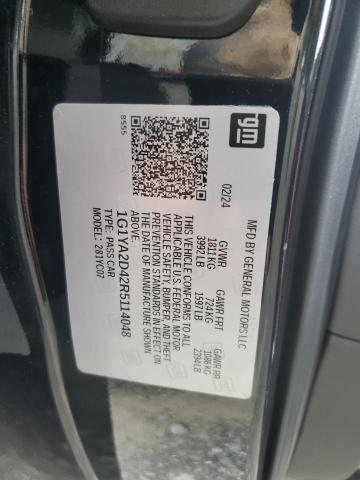 gm
MFD BY GENERAL MOTORS LLC
02/24
GVWR
1811 KG
3992 LB
GAWR FRT
724 KG
1597 LB
GAWR RR
1086 KG
2394 LB
THIS VEHICLE CONFORMS TO ALL
APPLICABLE U.S. FEDERAL MOTOR
VEHICLE SAFETY, BUMPER, AND THEFT
PREVENTION STANDARDS IN EFFECT ON
THE DATE OF MANUFACTURE SHOWN
ABOVE.
1G1YA2D42R5114048
TYPE: PASS CAR
MODEL: 281YC07
8555